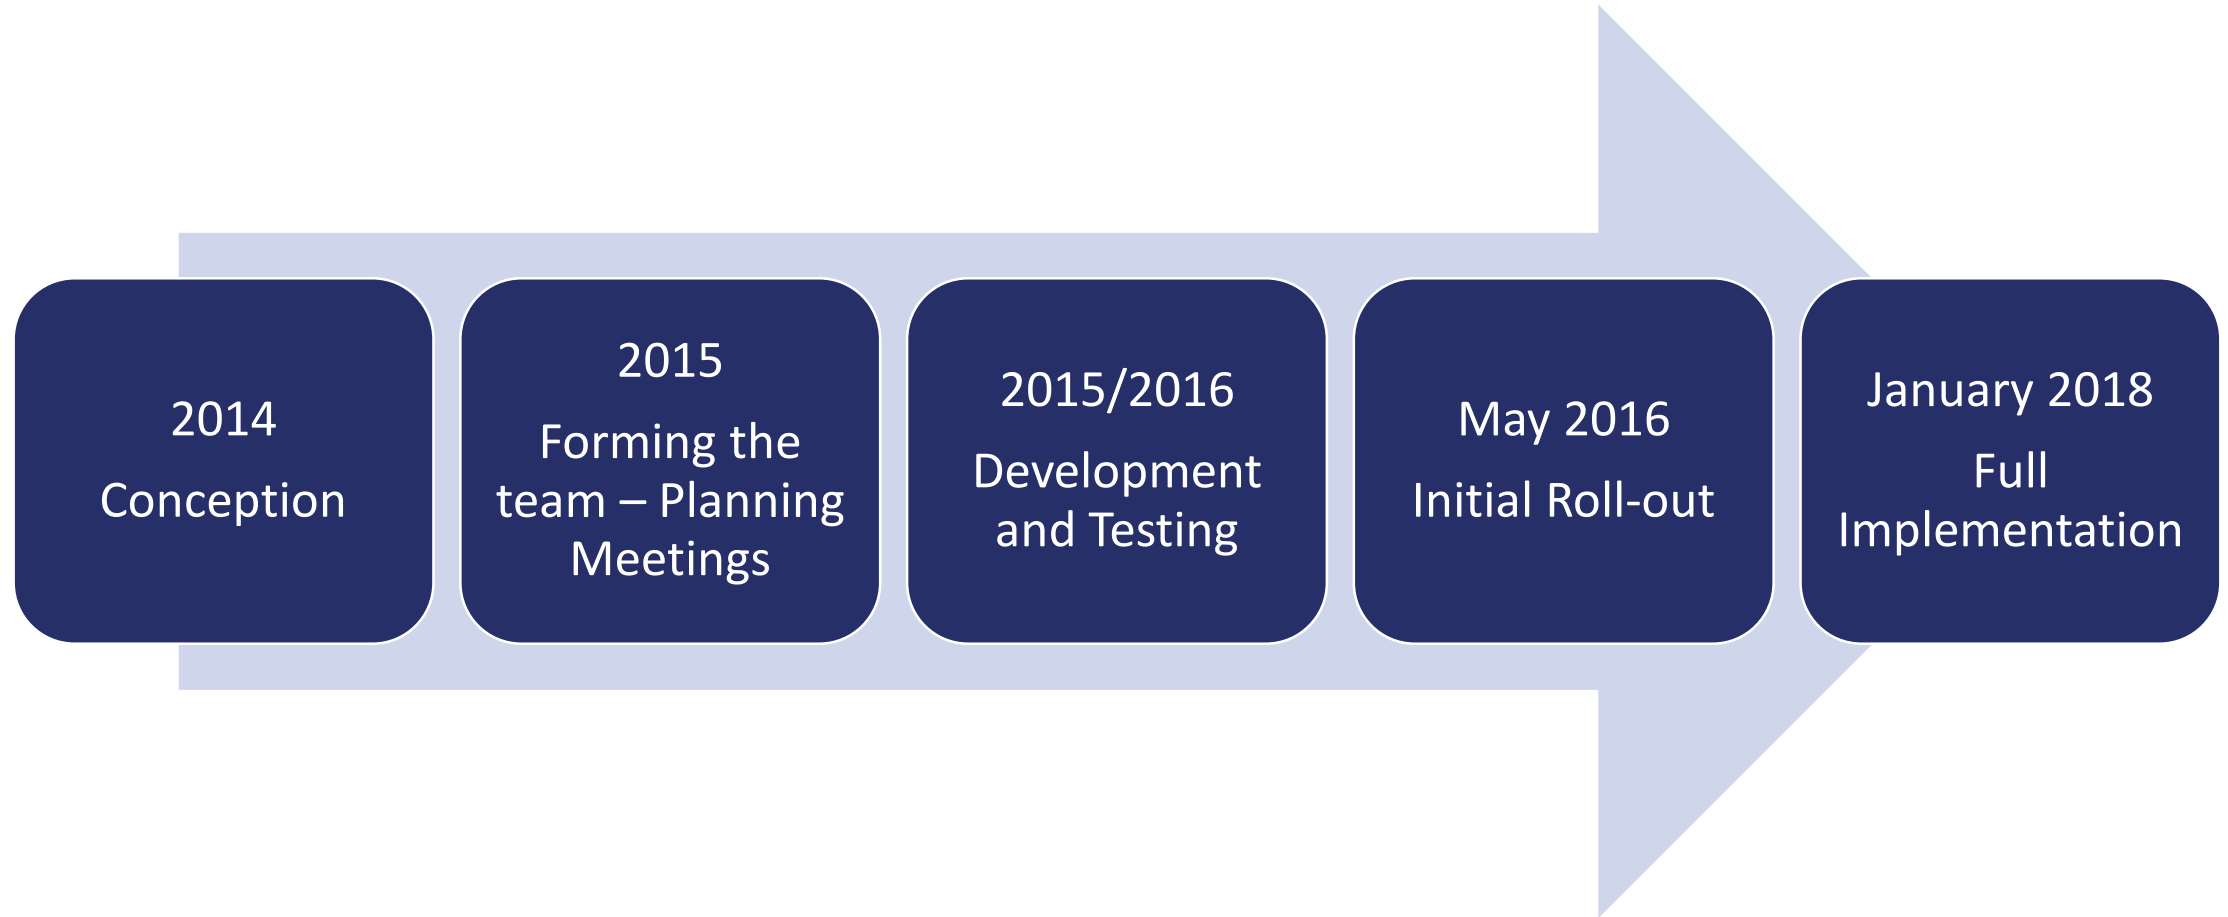 2014
Conception
2015
Forming the
team – Planning
Meetings
2015/2016
Development
and Testing
May 2016
Initial Roll-out
January 2018
Full
Implementation